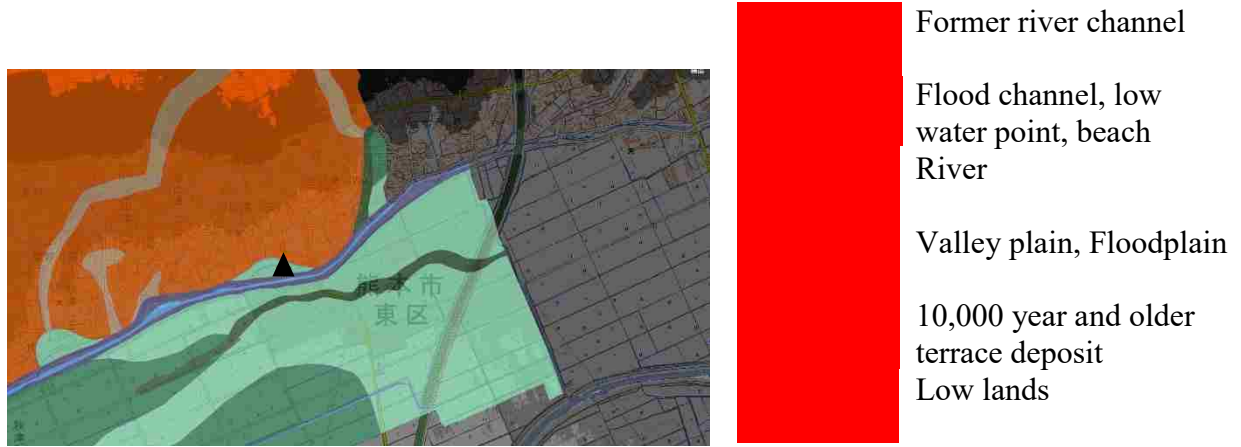 Former river channel
Flood channel, low
water point, beach
River
Valley plain, Floodplain
10,000 year and older
terrace deposit
Low lands
熊本市
東区